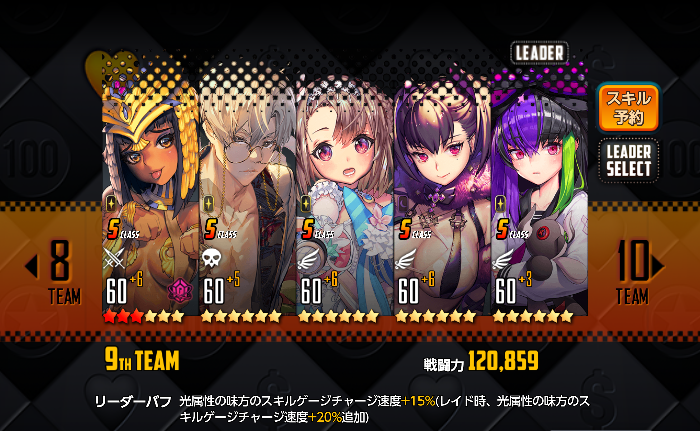 LEADER
スキル
予約
LEADER
SELECT
100
S CLASS
S CLASS
S CLASS
S CLASS
S CLASS
60 +6
60 +5
60 +6
60 +6
60 +3
8
TEAM
10
TEAM
9TH TEAM
戦闘力 120,859
リーダーバフ 光属性の味方のスキルゲージチャージ速度+15%(レイド時、光属性の味方のス
キルゲージチャージ速度+20%追加)